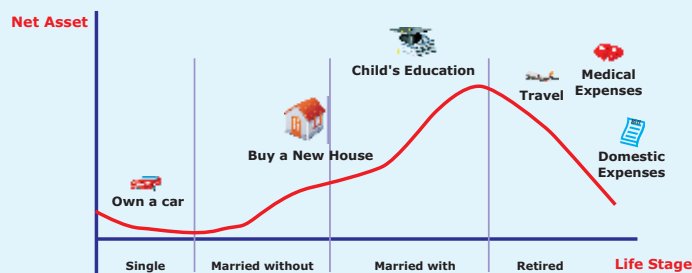 Net Asset
Child's Education
Medical
Expenses
Travel
Buy a New House
Domestic
Expenses
Own a car
Single
Married without
Married with
Retired
Life Stage